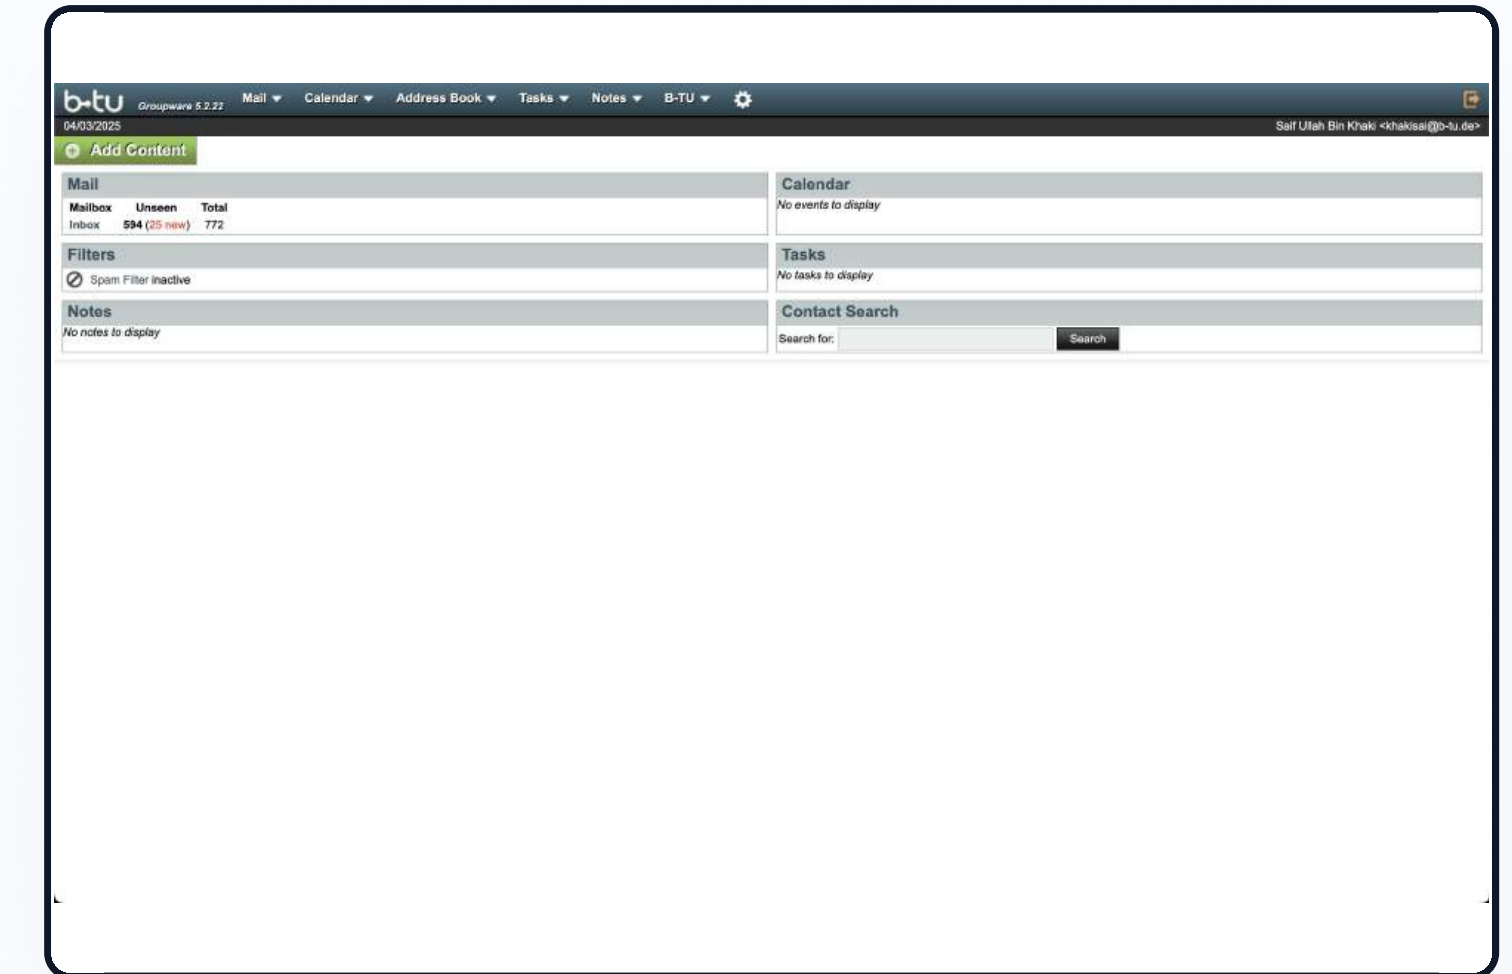 b-tu Groupware 5.2.22 Mail Calendar Address Book Tasks Notes B-TU
04/03/2025 Saif Ullah Bin Khaki <khakisai@b-tu.de>
Add Content
Mail
Mailbox Unseen Total
Inbox 594 (25 new) 772
Calendar
No events to display
Filters
Spam Filter inactive
Tasks
No tasks to display
Notes
No notes to display
Contact Search
Search for: Search